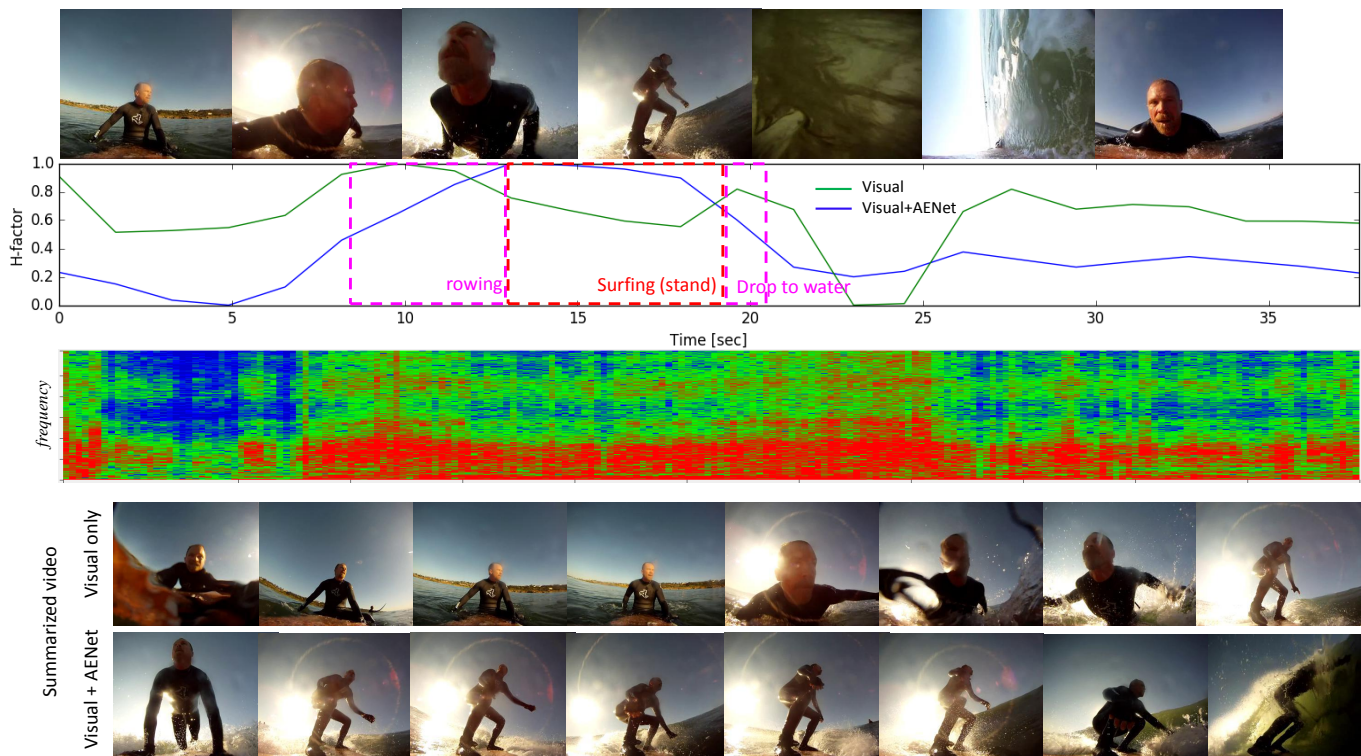 1.0
0.8
0.6
0.4
0.2
0.0
H-factor
Visual
Visual+AENet
rowing
Surfing (stand)
Drop to water
0 5 10 15 20 25 30 35
Time [sec]
frequency
Summarized video
Visual only
Visual + AENet